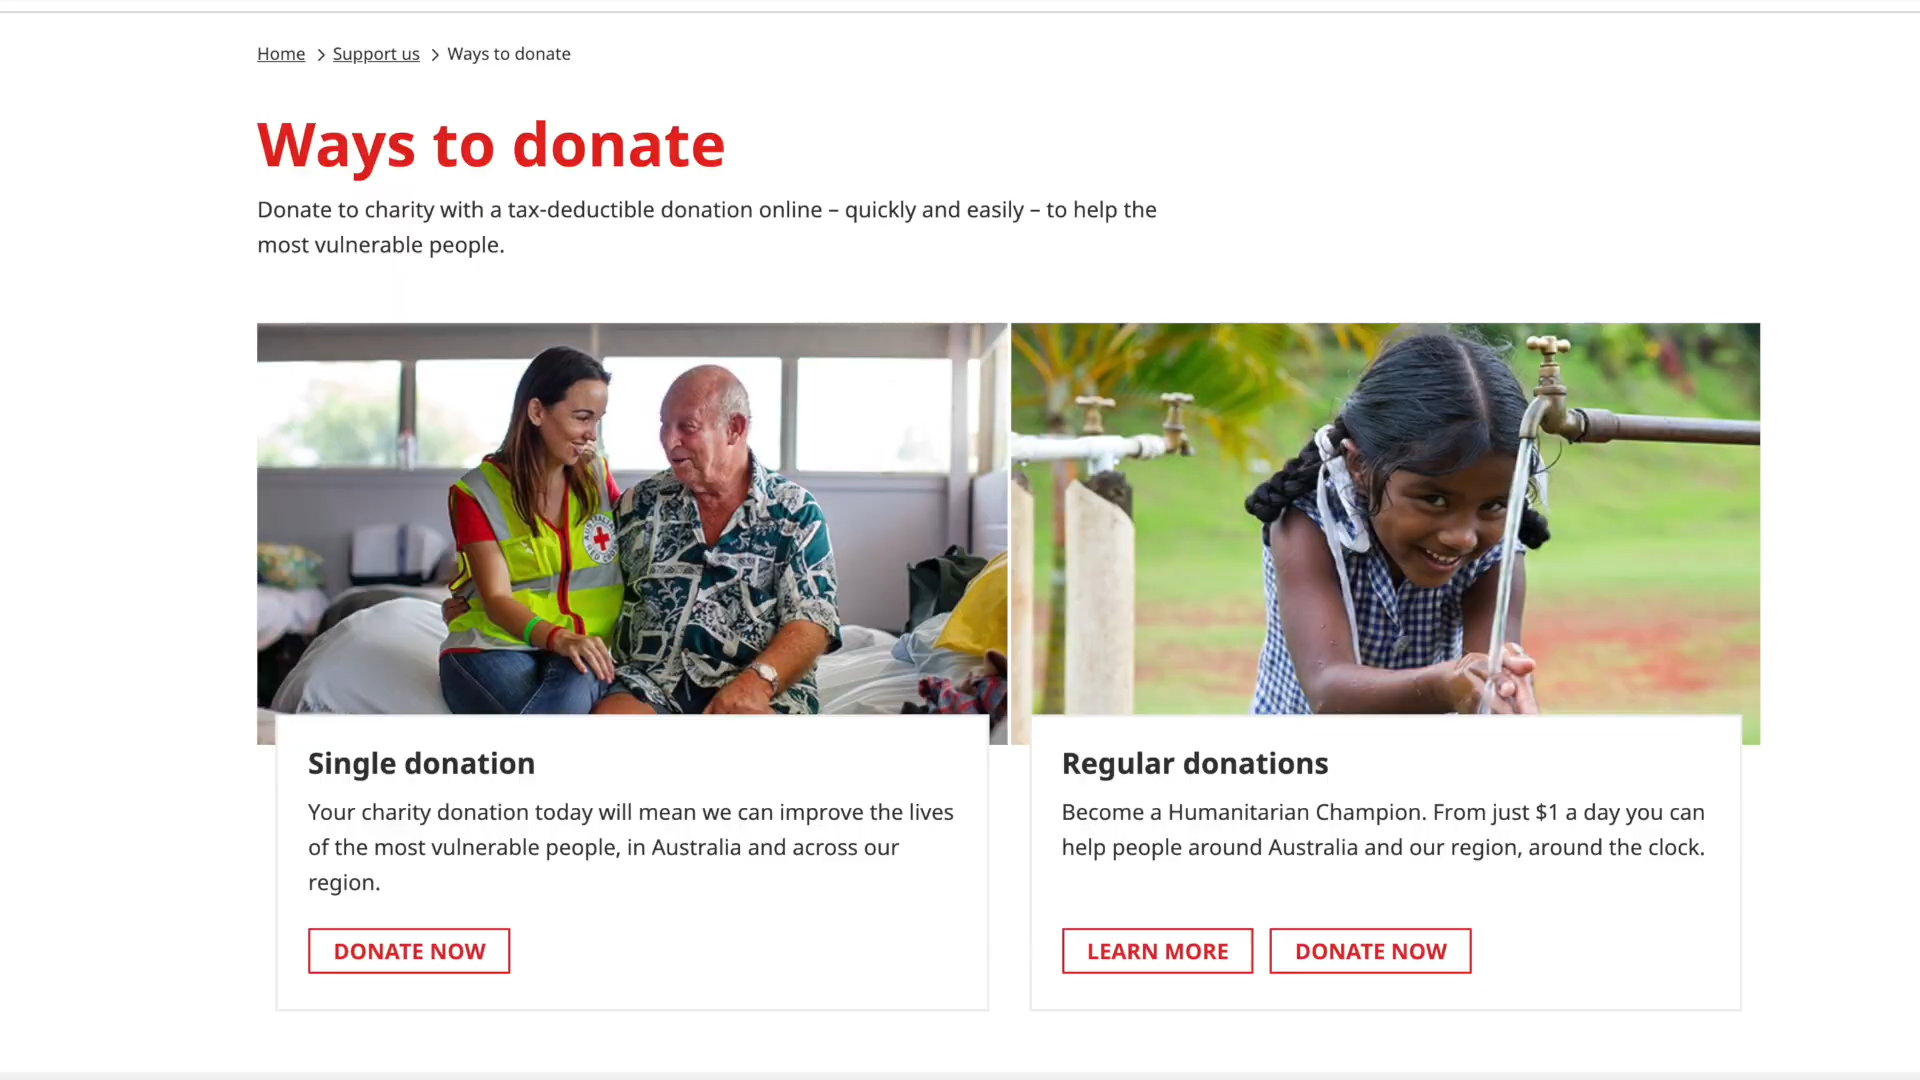 Home > Support us > Ways to donate
Ways to donate
Donate to charity with a tax-deductible donation online – quickly and easily – to help the
most vulnerable people.
Single donation
Your charity donation today will mean we can improve the lives
of the most vulnerable people, in Australia and across our
region.
DONATE NOW
Regular donations
Become a Humanitarian Champion. From just $1 a day you can
help people around Australia and our region, around the clock.
LEARN MORE
DONATE NOW